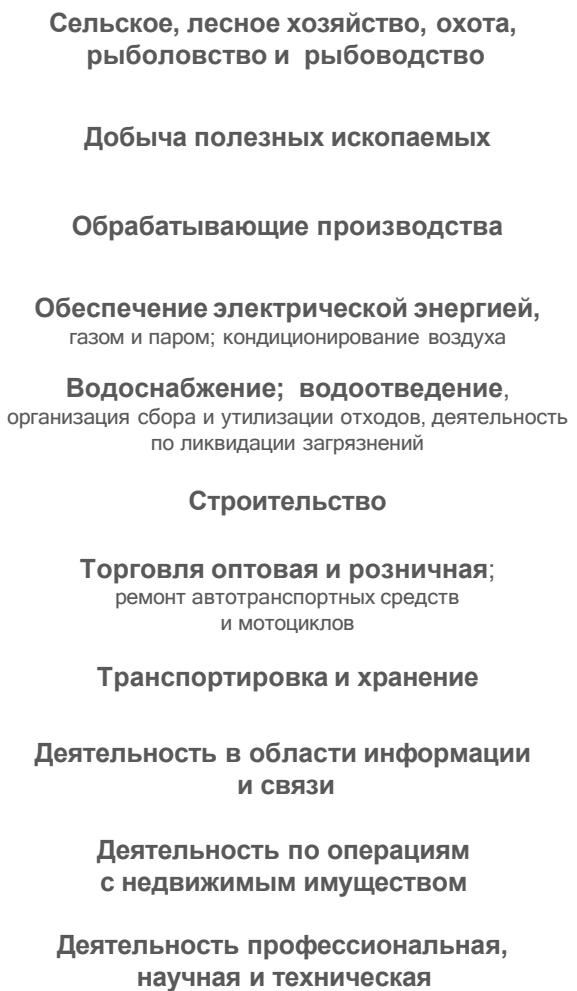 Сельское, лесное хозяйство, охота,
рыболовство и рыбоводство
Добыча полезных ископаемых
Обрабатывающие производства
Обеспечение электрической энергией,
газом и паром; кондиционирование воздуха
Водоснабжение; водоотведение,
организация сбора и утилизации отходов, деятельность
по ликвидации загрязнений
Строительство
Торговля оптовая и розничная;
ремонт автотранспортных средств
и мотоциклов
Транспортировка и хранение
Деятельность в области информации
и связи
Деятельность по операциям
с недвижимым имуществом
Деятельность профессиональная,
научная и техническая